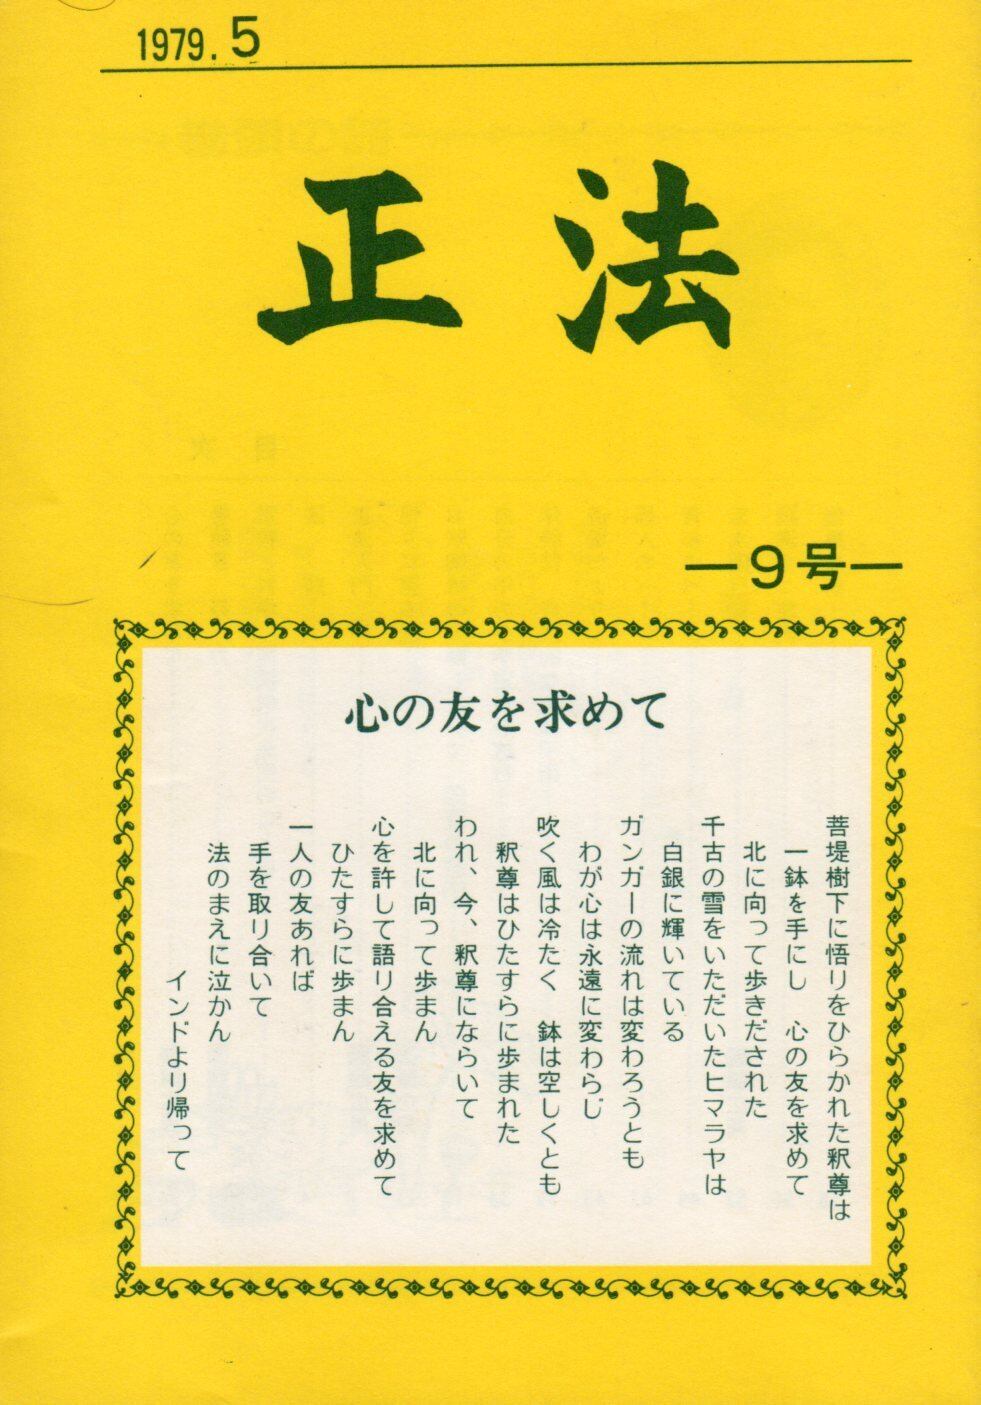 1979.5
正法
―9号―
心の友を求めて
菩提樹下に悟りをひらかれた釈尊は
一鉢を手にし　心の友を求めて
北に向って歩きだされた
千古の雪をいただいたヒマラヤは
白銀に輝いている
ガンガーの流れは変わろうとも
わが心は永遠に変わらじ
吹く風は冷たく　鉢は空しくとも
釈尊はひたすらに歩まれた
われ、今、釈尊にならいて
北に向って歩まん
心を許して語り合える友を求めて
ひたすらに歩まん
一人の友あれば
手を取り合いて
法のまえに泣かん
インドより帰って